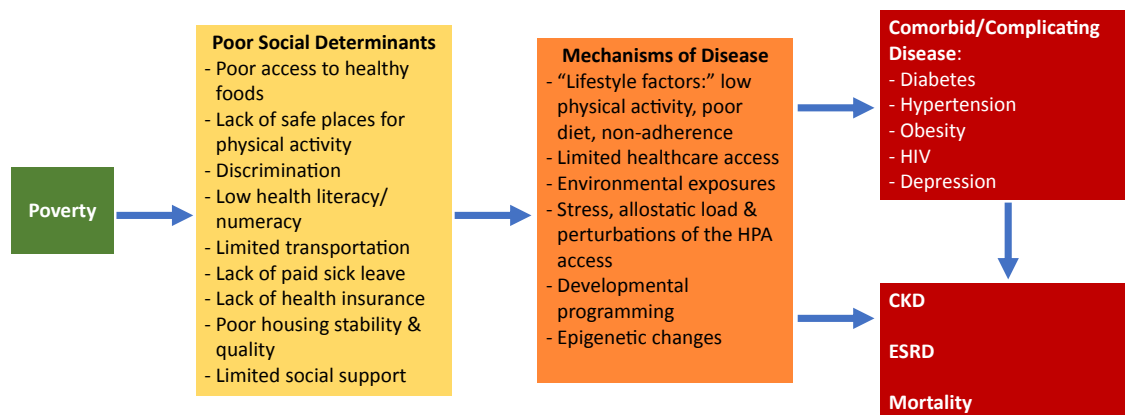 Poverty
Poor Social Determinants
- Poor access to healthy
foods
- Lack of safe places for
physical activity
- Discrimination
- Low health literacy/
numeracy
- Limited transportation
- Lack of paid sick leave
- Lack of health insurance
- Poor housing stability &
quality
- Limited social support
Mechanisms of Disease
- “Lifestyle factors:” low
physical activity, poor
diet, non-adherence
- Limited healthcare access
- Environmental exposures
- Stress, allostatic load &
perturbations of the HPA
access
- Developmental
programming
- Epigenetic changes
Comorbid/Complicating
Disease:
- Diabetes
- Hypertension
- Obesity
- HIV
- Depression
CKD
ESRD
Mortality